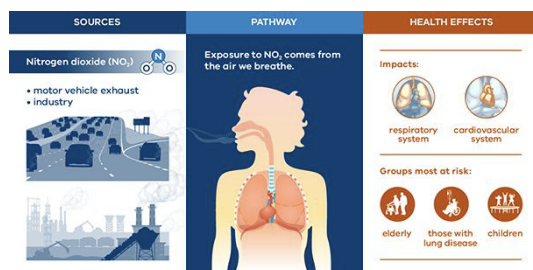 SOURCES
Nitrogen dioxide (NO₂)
N
O O
• motor vehicle exhaust
• industry
PATHWAY
Exposure to NO₂ comes from
the air we breathe.
HEALTH EFFECTS
Impacts:
respiratory
system
cardiovascular
system
Groups most at risk:
elderly
those with
lung disease
children